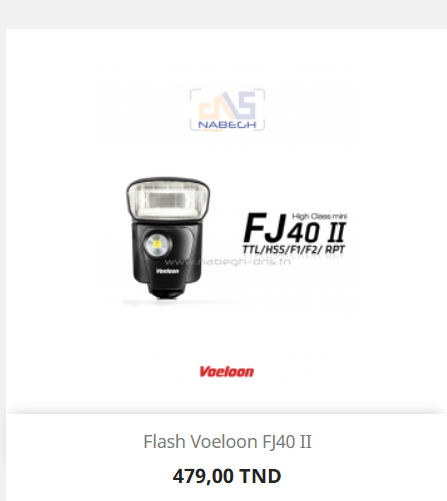 DNS
NABEGH
High Class mini
FJ40 II
TTL/HSS/F1/F2/ RPT
www.nabegh-dns.tn
Voeloon
Voeloon
Flash Voeloon FJ40 II
479,00 TND